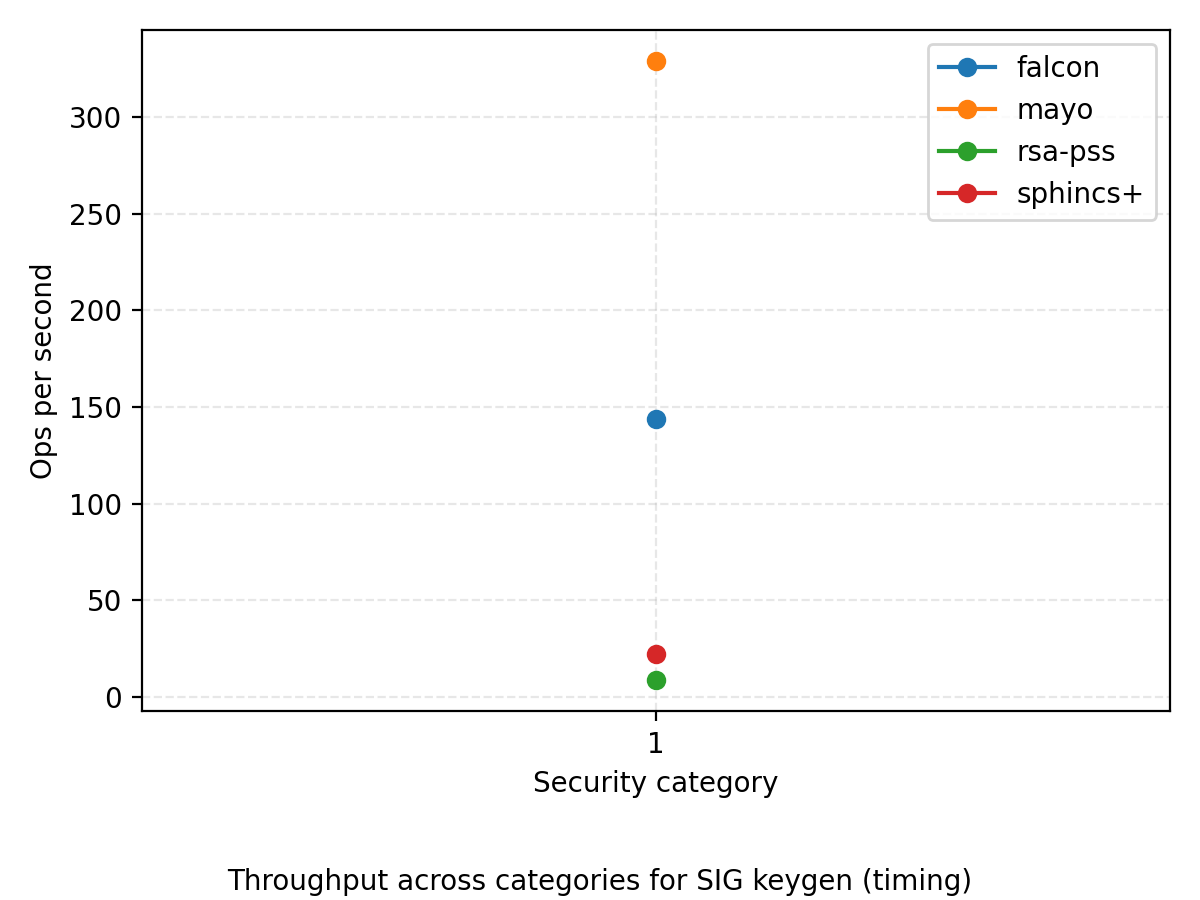 falcon
mayo
rsa-pss
sphincs+
300
250
200
150
100
50
0
Ops per second
1
Security category
Throughput across categories for SIG keygen (timing)